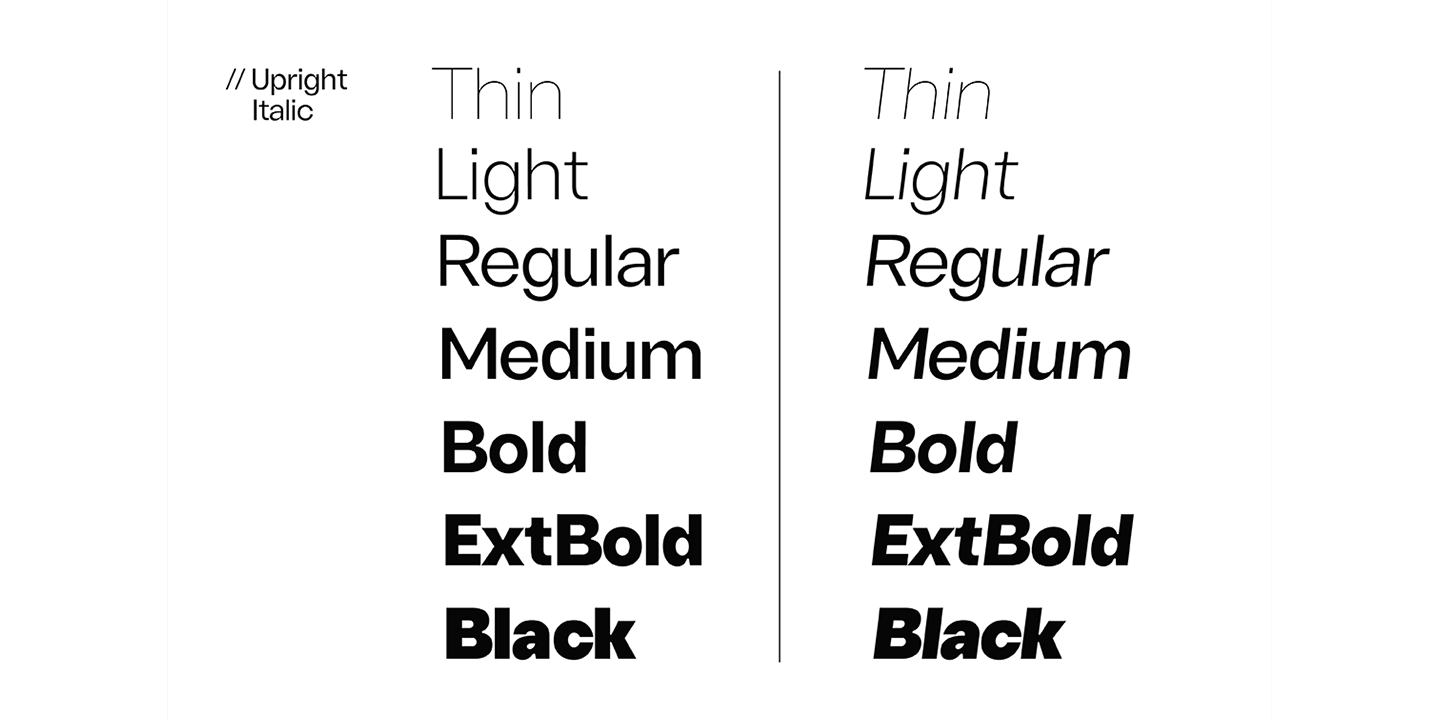 // Upright
Italic
Thin
Light
Regular
Medium
Bold
ExtBold
Black
Thin
Light
Regular
Medium
Bold
ExtBold
Black